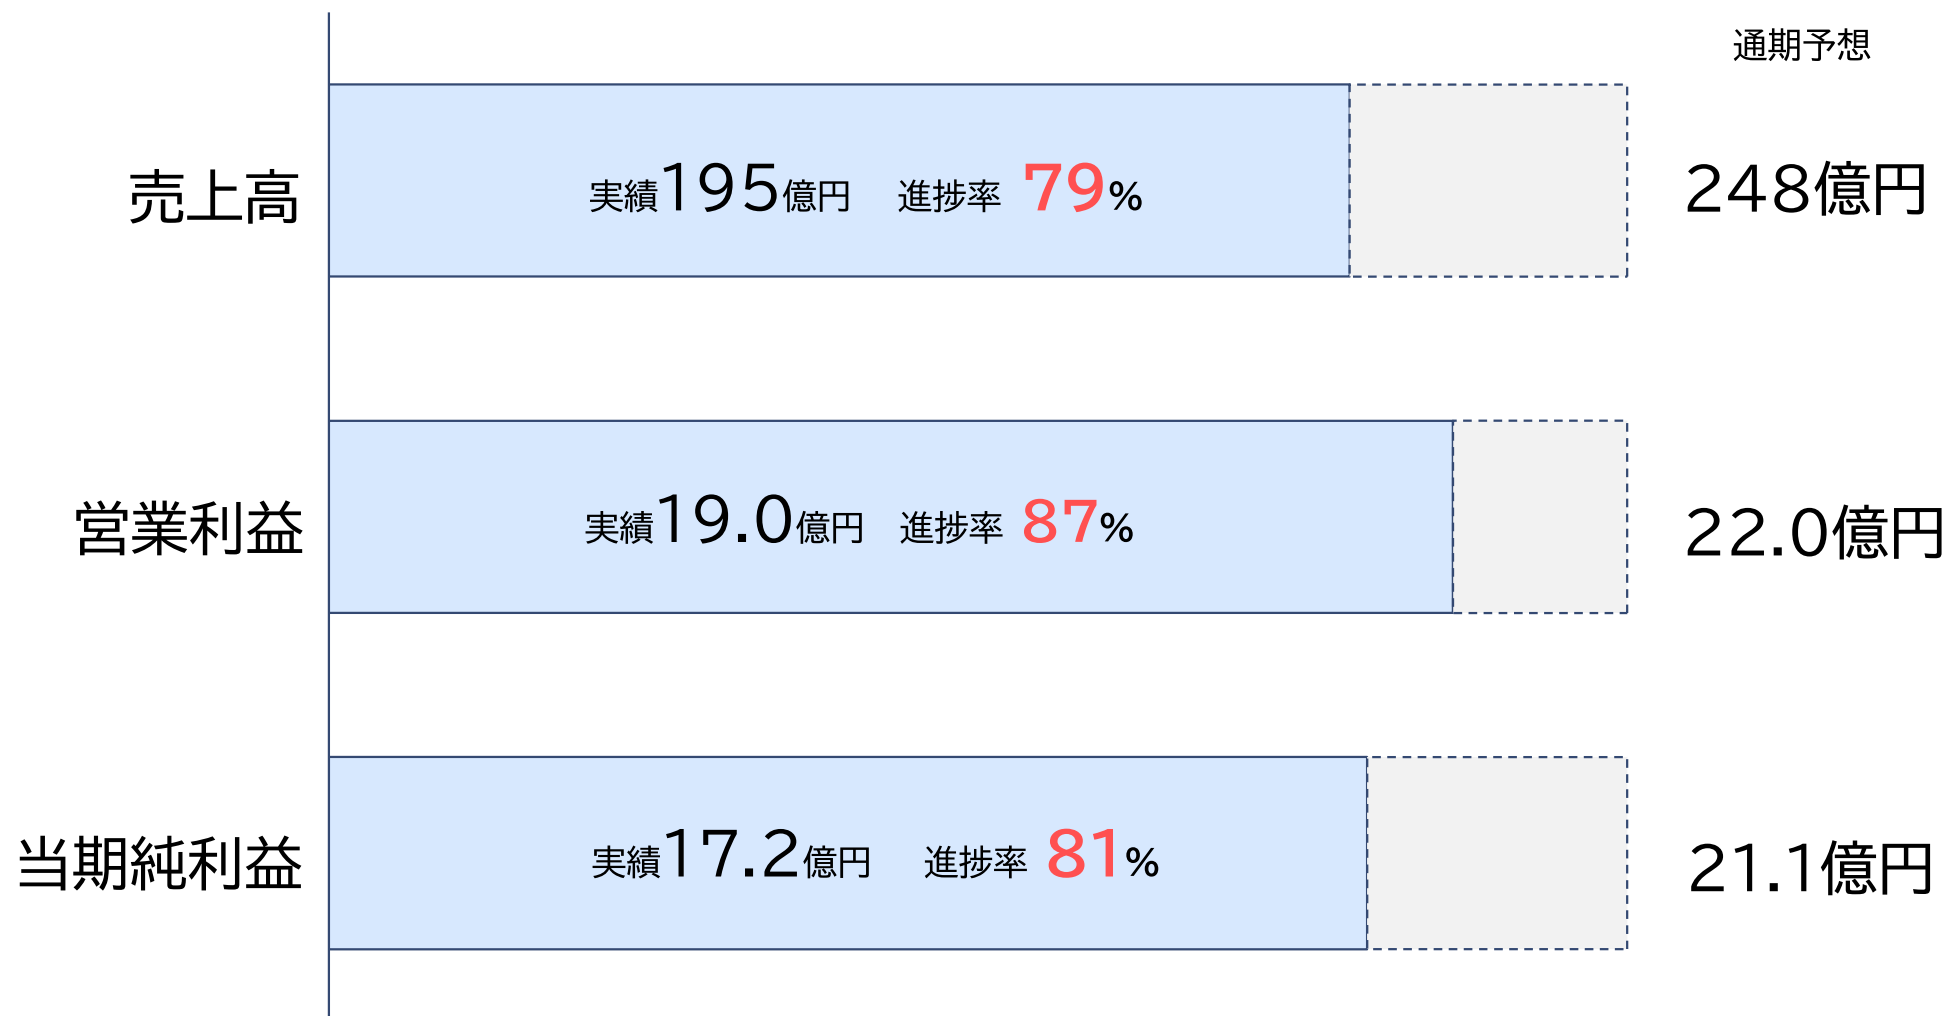 通期予想
売上高
実績195億円 進捗率 79%
248億円
営業利益
実績19.0億円 進捗率 87%
22.0億円
当期純利益
実績17.2億円 進捗率 81%
21.1億円